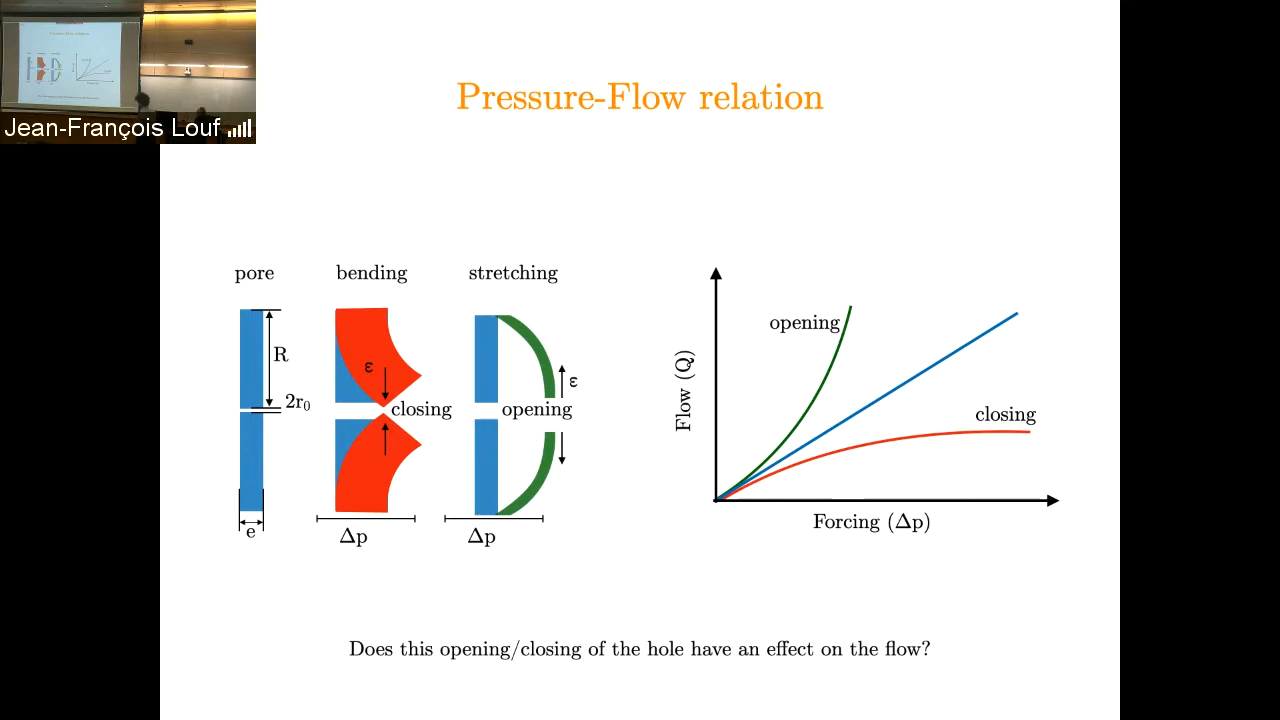 Jean-François Louf
Pressure-Flow relation
pore
bending
stretching
R
2r₀
e
ε
closing
Δp
ε
opening
Δp
opening
closing
Flow (Q)
Forcing (Δp)
Does this opening/closing of the hole have an effect on the flow?